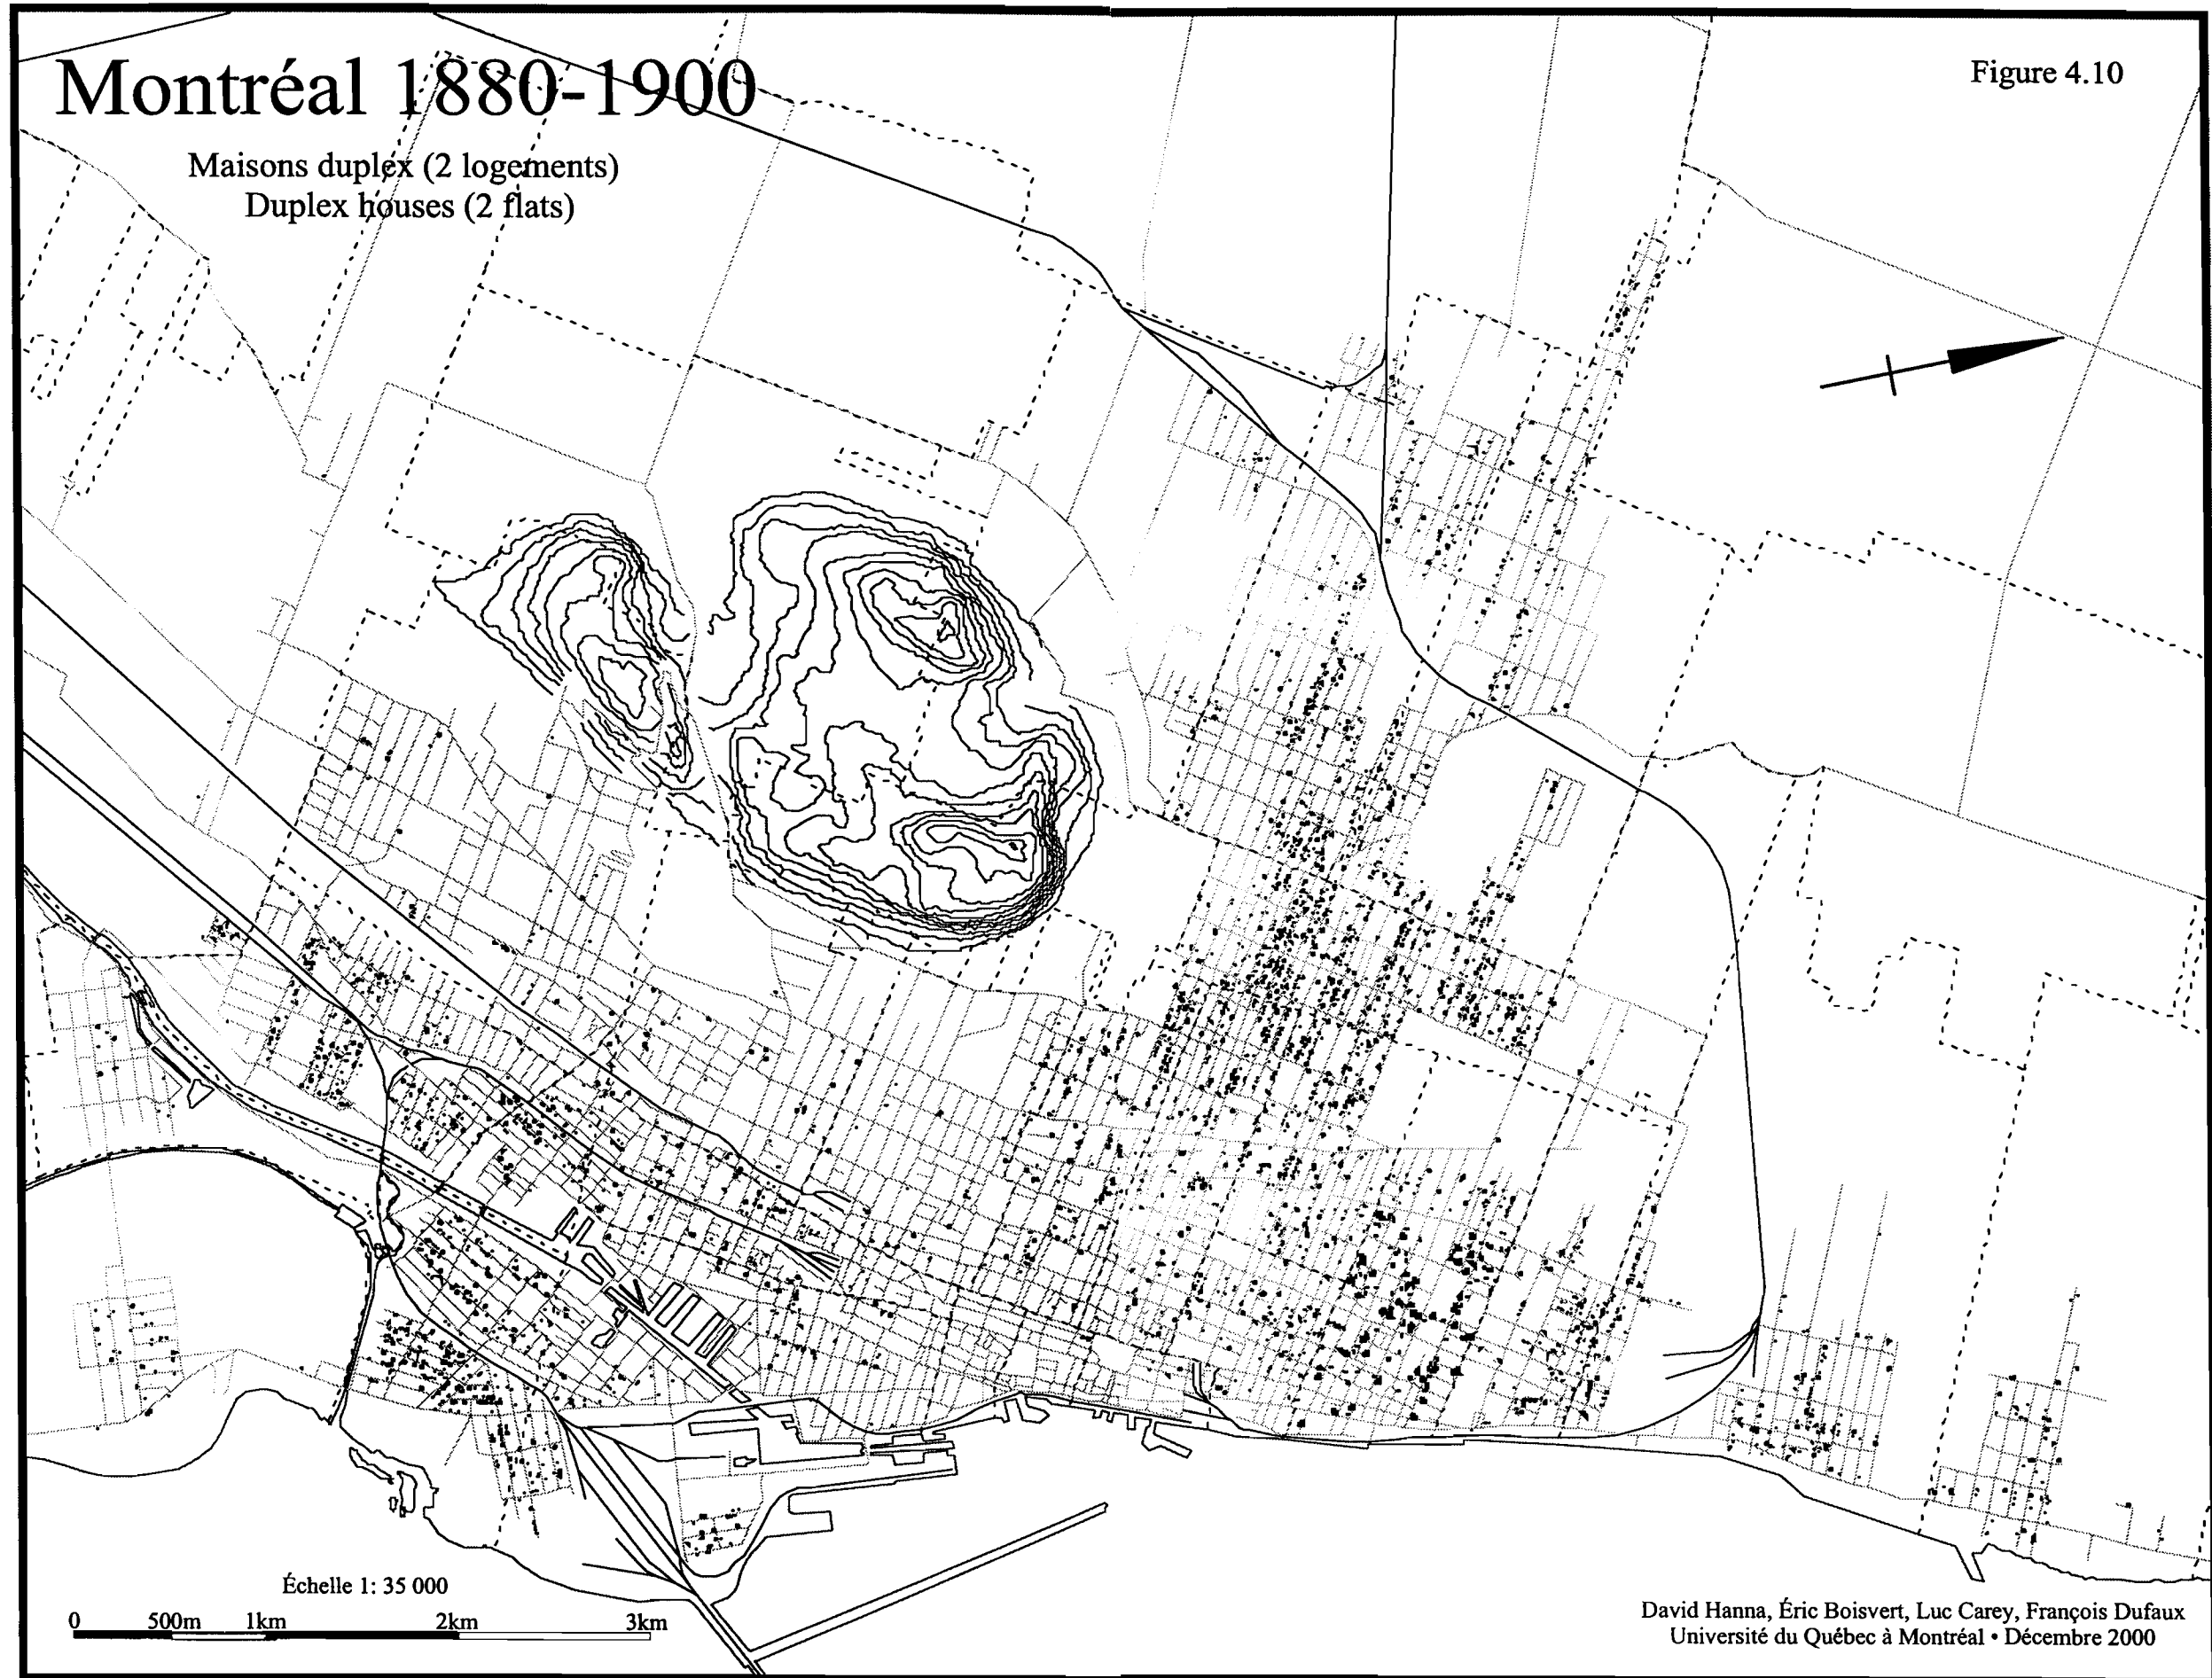 Montréal 1880-1900
Figure 4.10
Maisons duplex (2 logements)
Duplex houses (2 flats)
Échelle 1: 35 000
0 500m 1km 2km 3km
David Hanna, Éric Boisvert, Luc Carey, François Dufaux
Université du Québec à Montréal • Décembre 2000